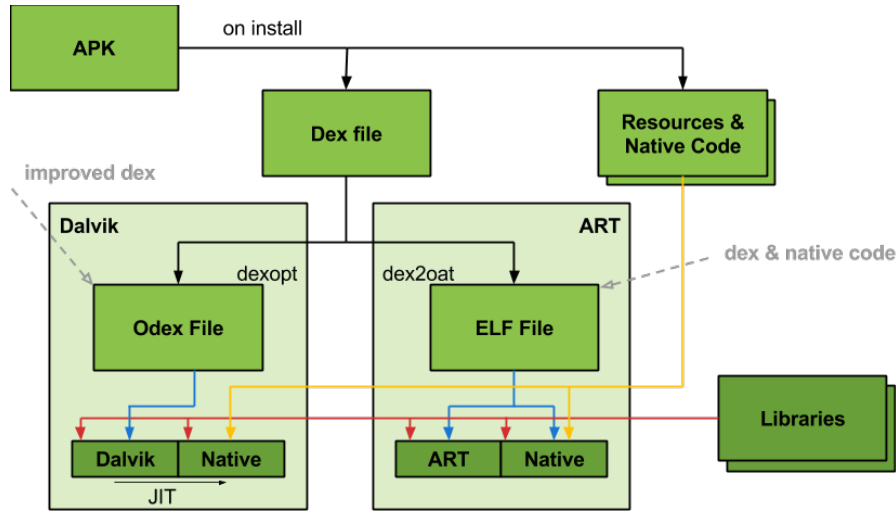 on install
APK
Dex file
Resources &
Native Code
improved dex
Dalvik
ART
dexopt
dex2oat
dex & native code
Odex File
ELF File
Libraries
Dalvik
Native
ART
Native
JIT